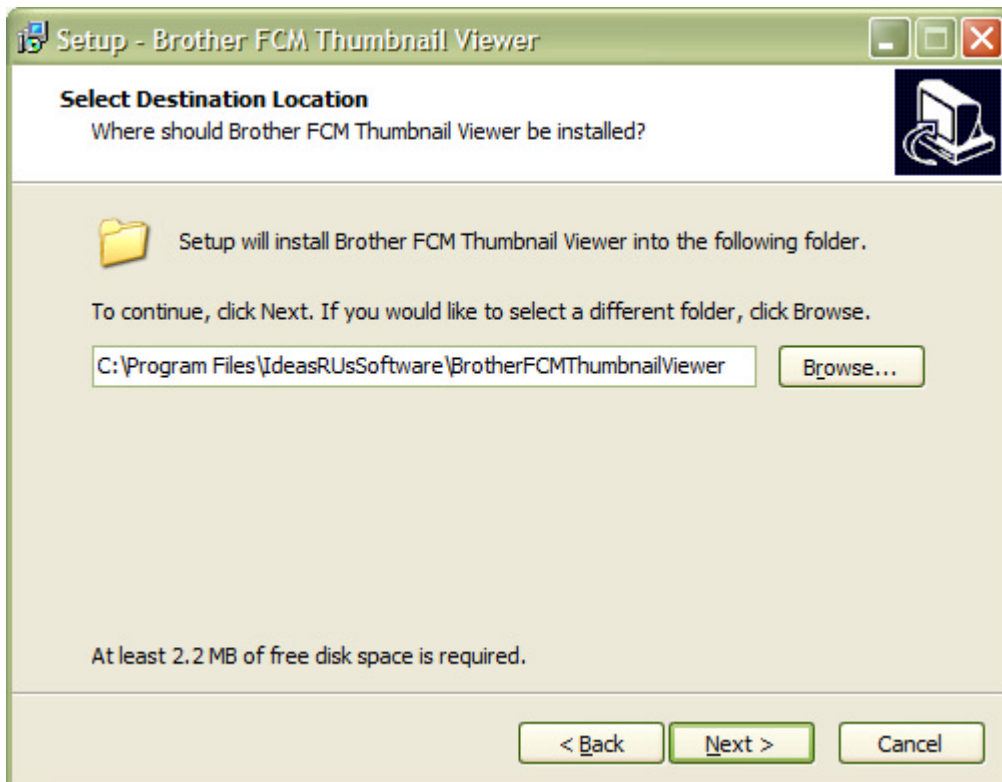 Setup - Brother FCM Thumbnail Viewer
Select Destination Location
Where should Brother FCM Thumbnail Viewer be installed?
Setup will install Brother FCM Thumbnail Viewer into the following folder.
To continue, click Next. If you would like to select a different folder, click Browse.
C:\Program Files\IdeasRUsSoftware\BrotherFCMThumbnailViewer
Browse...
At least 2.2 MB of free disk space is required.
< Back Next > Cancel